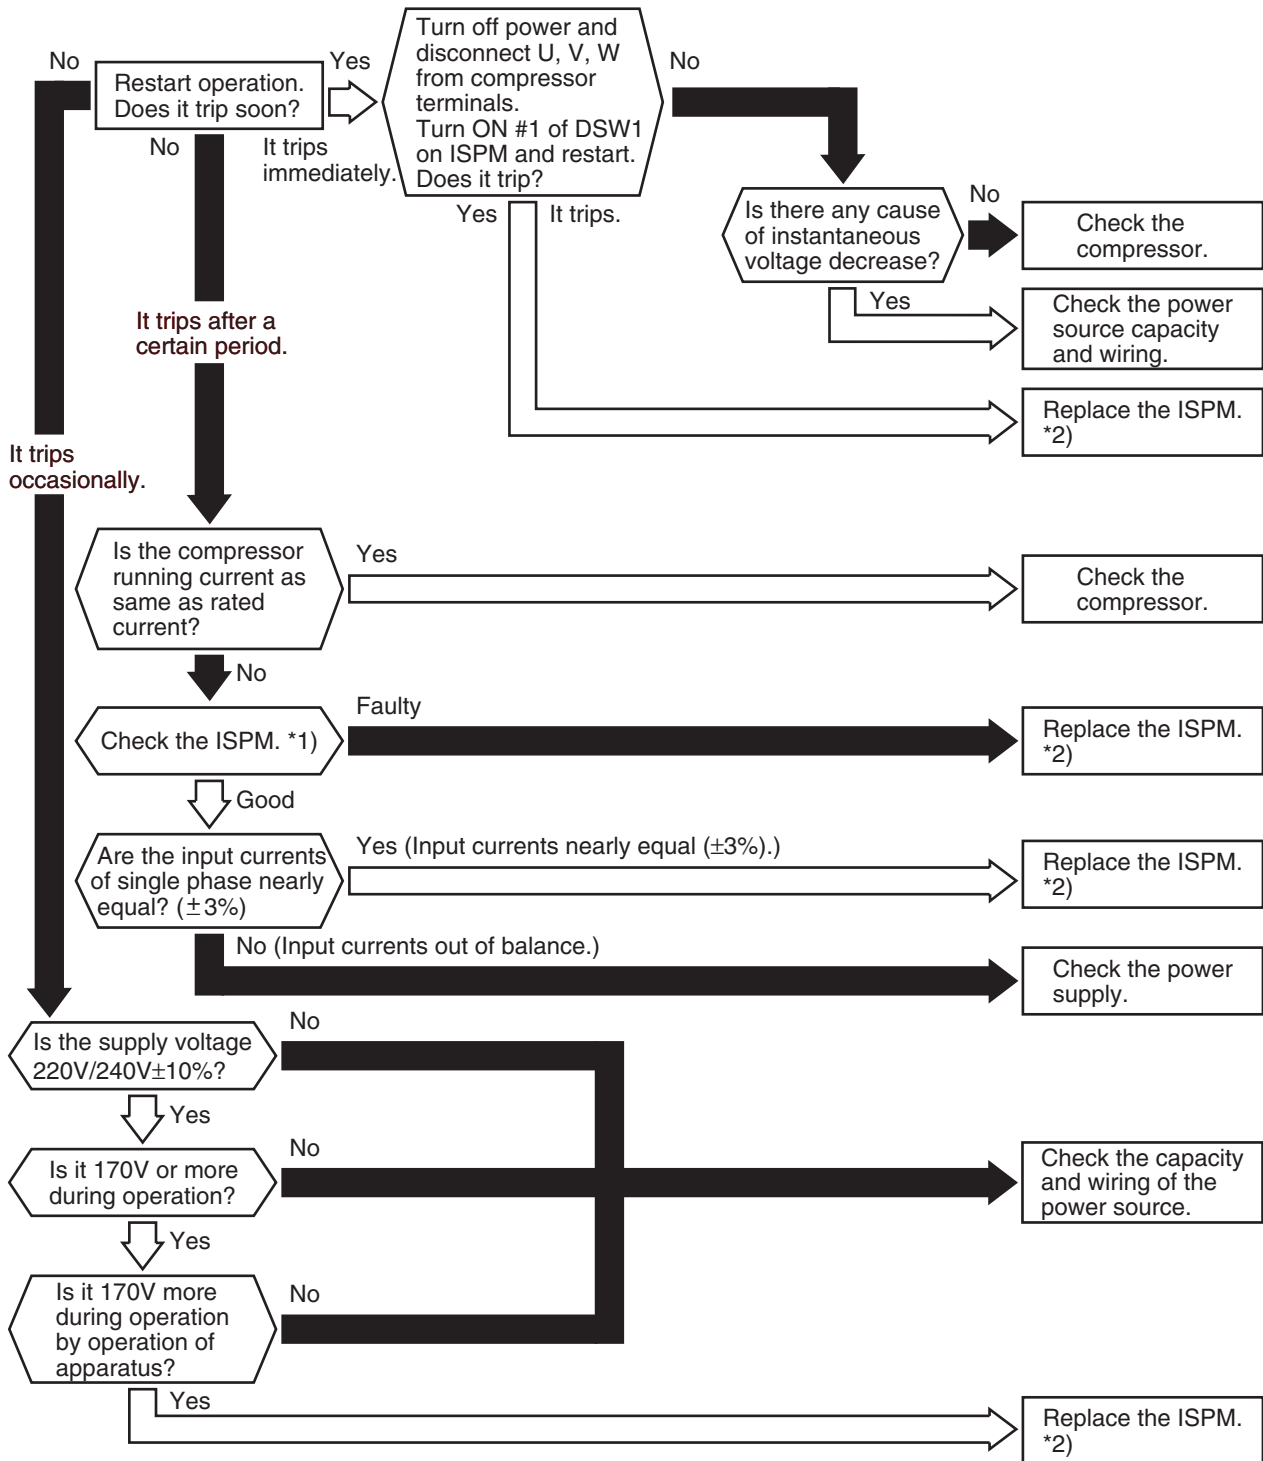 No
Restart operation.
Does it trip soon?
Yes
No
It trips
immediately.
Turn off power and
disconnect U, V, W
from compressor
terminals.
Turn ON #1 of DSW1
on ISPM and restart.
Does it trip?
No
Yes
It trips.
Is there any cause
of instantaneous
voltage decrease?
No
Check the
compressor.
Yes
Check the power
source capacity
and wiring.
Replace the ISPM.
*2)
It trips after a
certain period.
It trips
occasionally.
Is the compressor
running current as
same as rated
current?
Yes
Check the
compressor.
No
Check the ISPM. *1)
Faulty
Replace the ISPM.
*2)
Good
Are the input currents
of single phase nearly
equal? (±3%)
Yes (Input currents nearly equal (±3%).)
Replace the ISPM.
*2)
No (Input currents out of balance.)
Check the power
supply.
Is the supply voltage
220V/240V±10%?
No
Yes
Is it 170V or more
during operation?
No
Check the capacity
and wiring of the
power source.
Yes
Is it 170V more
during operation
by operation of
apparatus?
No
Yes
Replace the ISPM.
*2)